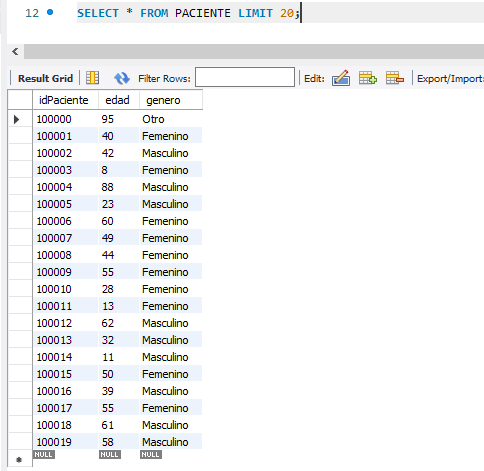 12 SELECT * FROM PACIENTE LIMIT 20;
Result Grid Filter Rows: Edit: Export/Import:
idPaciente edad genero
100000 95 Otro
100001 40 Femenino
100002 42 Masculino
100003 8 Femenino
100004 88 Masculino
100005 23 Masculino
100006 60 Femenino
100007 49 Femenino
100008 44 Femenino
100009 55 Femenino
100010 28 Femenino
100011 13 Femenino
100012 62 Masculino
100013 32 Masculino
100014 11 Masculino
100015 50 Femenino
100016 39 Masculino
100017 55 Femenino
100018 61 Masculino
100019 58 Masculino
NULL NULL NULL